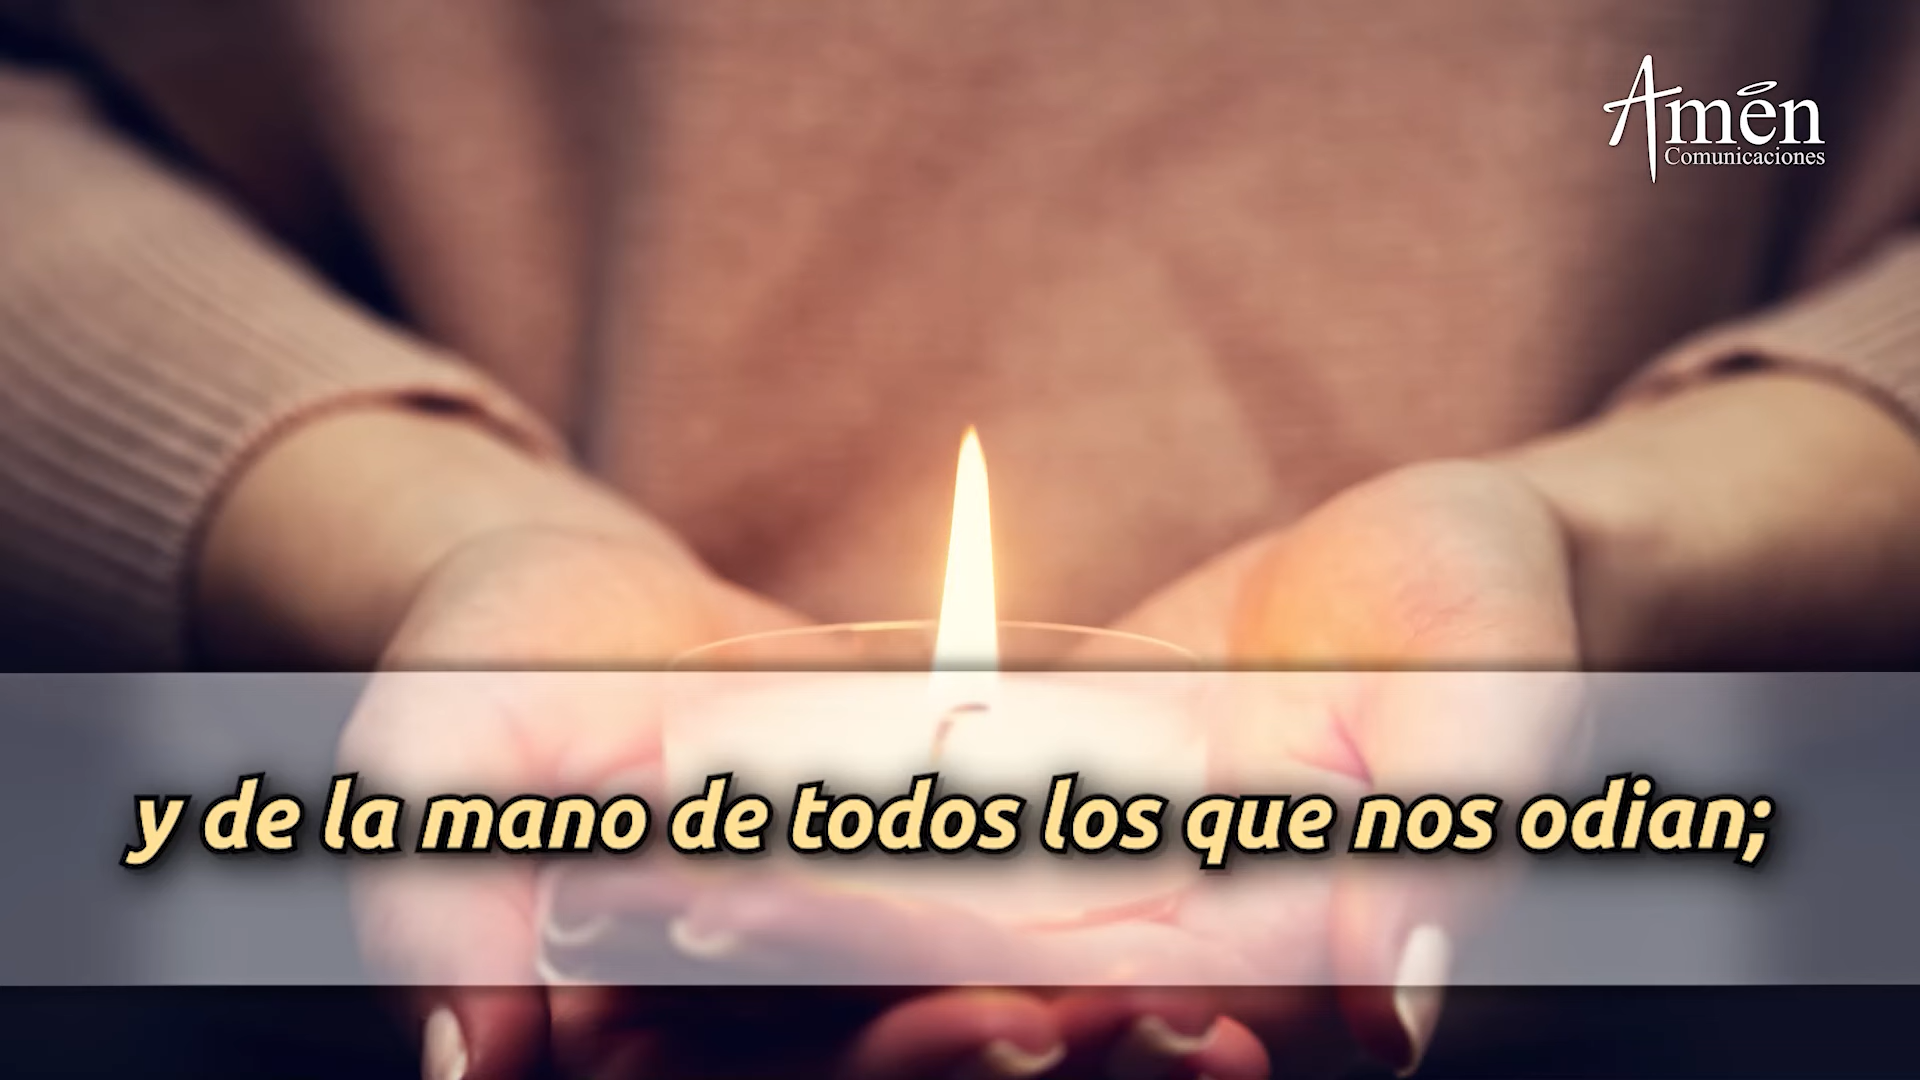 Amén
Comunicaciones
y de la mano de todos los que nos odian;